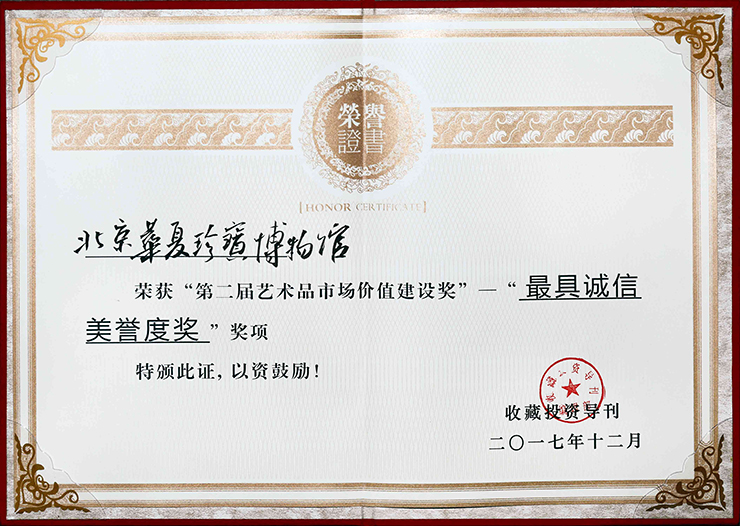 榮譽
證書
[HONOR CERTIFICATE]
北京華夏珍寶博物馆
荣获“第二届艺术品市场价值建设奖”—“最具诚信
美誉度奖”奖项
特颁此证,以资鼓励!
收藏投资导刊
二〇一七年十二月